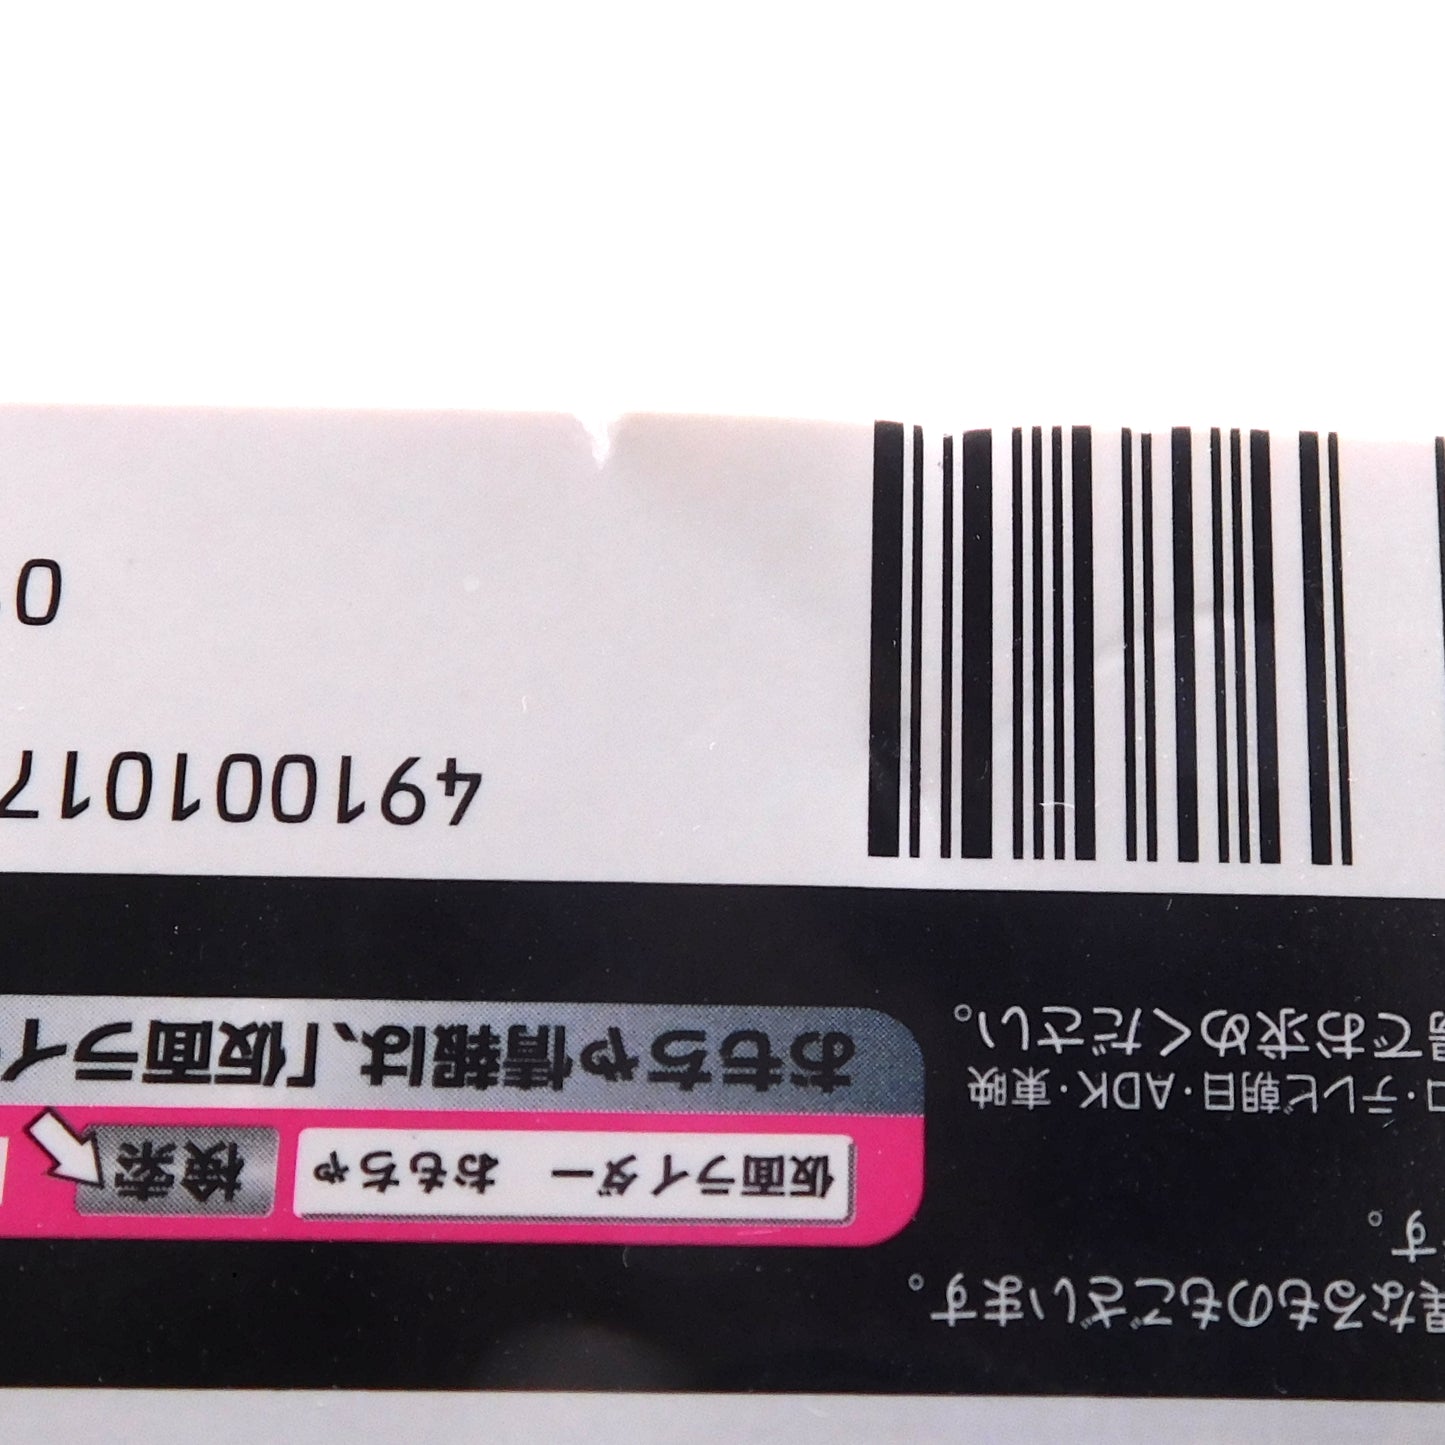 なるものもございます。
す。
仮面ライダー おもちゃ 検索
・テレビ朝日・ADK・東映
おもちゃ情報は、「仮面ライ
場でお求めください。
491001017
0